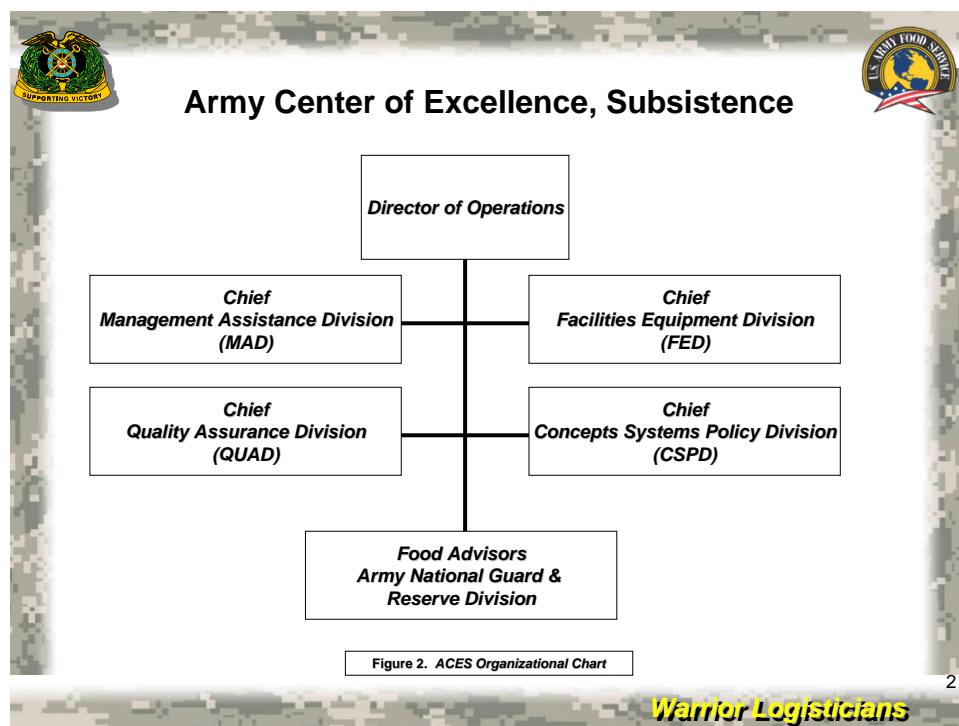 SUPPORTING VICTORY
U.S. ARMY FOOD SERVICE
Army Center of Excellence, Subsistence
Director of Operations
Chief
Management Assistance Division
(MAD)
Chief
Facilities Equipment Division
(FED)
Chief
Quality Assurance Division
(QUAD)
Chief
Concepts Systems Policy Division
(CSPD)
Food Advisors
Army National Guard &
Reserve Division
Figure 2. ACES Organizational Chart
2
Warrior Logisticians